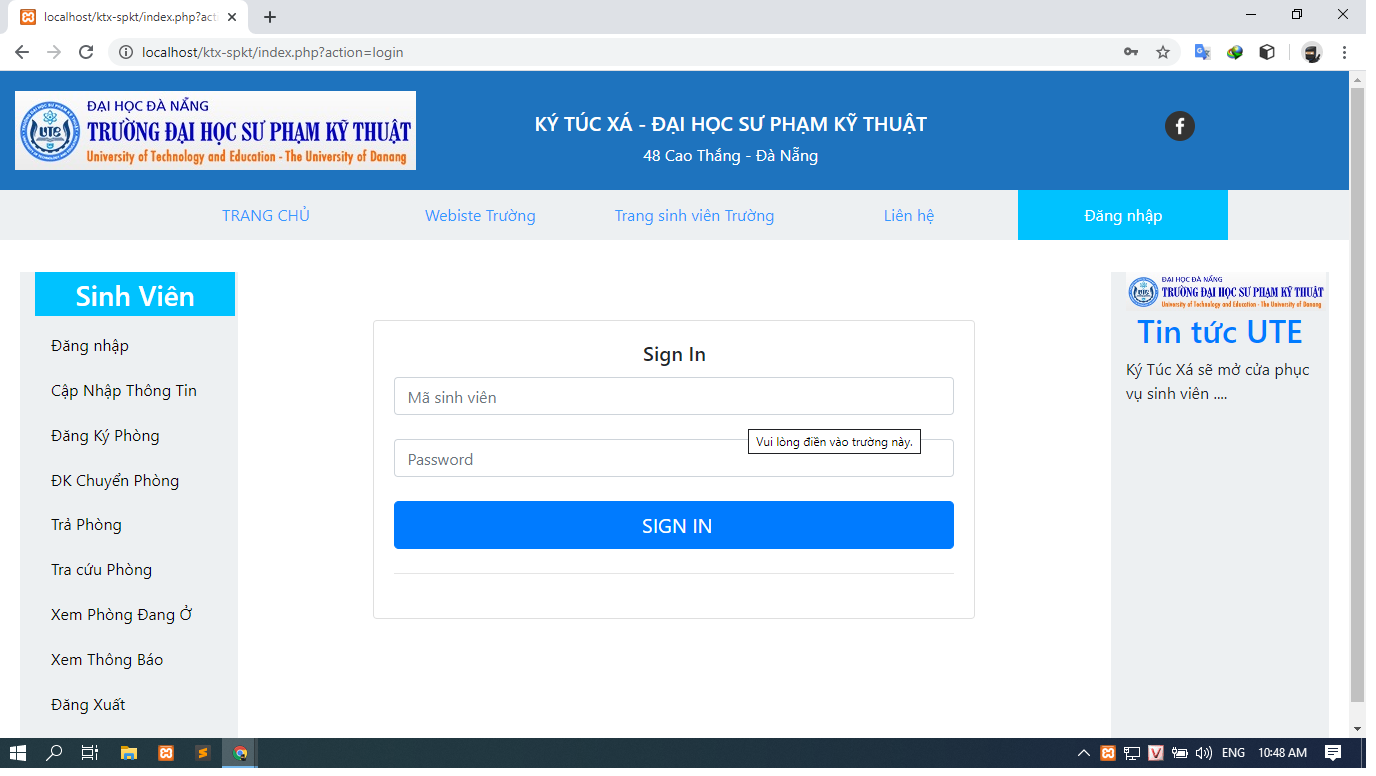 localhost/ktx-spkt/index.php?acti
localhost/ktx-spkt/index.php?action=login
ĐẠI HỌC ĐÀ NẴNG
TRƯỜNG ĐẠI HỌC SƯ PHẠM KỸ THUẬT
University of Technology and Education - The University of Danang
UTE
KÝ TÚC XÁ - ĐẠI HỌC SƯ PHẠM KỸ THUẬT
48 Cao Thắng - Đà Nẵng
TRANG CHỦ
Webiste Trường
Trang sinh viên Trường
Liên hệ
Đăng nhập
Sinh Viên
Đăng nhập
Cập Nhập Thông Tin
Đăng Ký Phòng
ĐK Chuyển Phòng
Trả Phòng
Tra cứu Phòng
Xem Phòng Đang Ở
Xem Thông Báo
Đăng Xuất
Sign In
Mã sinh viên
Vui lòng điền vào trường này.
Password
SIGN IN
ĐẠI HỌC ĐÀ NẴNG
TRƯỜNG ĐẠI HỌC SƯ PHẠM KỸ THUẬT
University of Technology and Education - The University of Danang
Tin tức UTE
Ký Túc Xá sẽ mở cửa phục
vụ sinh viên ....
ENG
10:48 AM